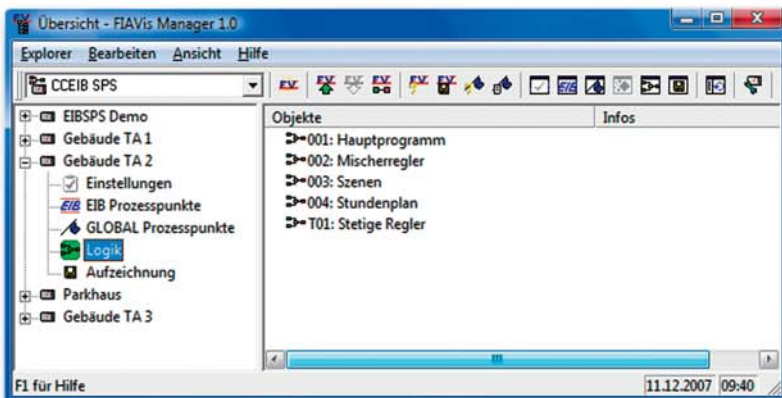 Übersicht - FIAVis Manager 1.0
Explorer Bearbeiten Ansicht Hilfe
CCEIB SPS
EIBSPS Demo
Gebäude TA 1
Gebäude TA 2
Einstellungen
EIB EIB Prozesspunkte
GLOBAL Prozesspunkte
Logik
Aufzeichnung
Parkhaus
Gebäude TA 3
Objekte Infos
001: Hauptprogramm
002: Mischerregler
003: Szenen
004: Stundenplan
T01: Stetige Regler
F1 für Hilfe 11.12.2007 09:40